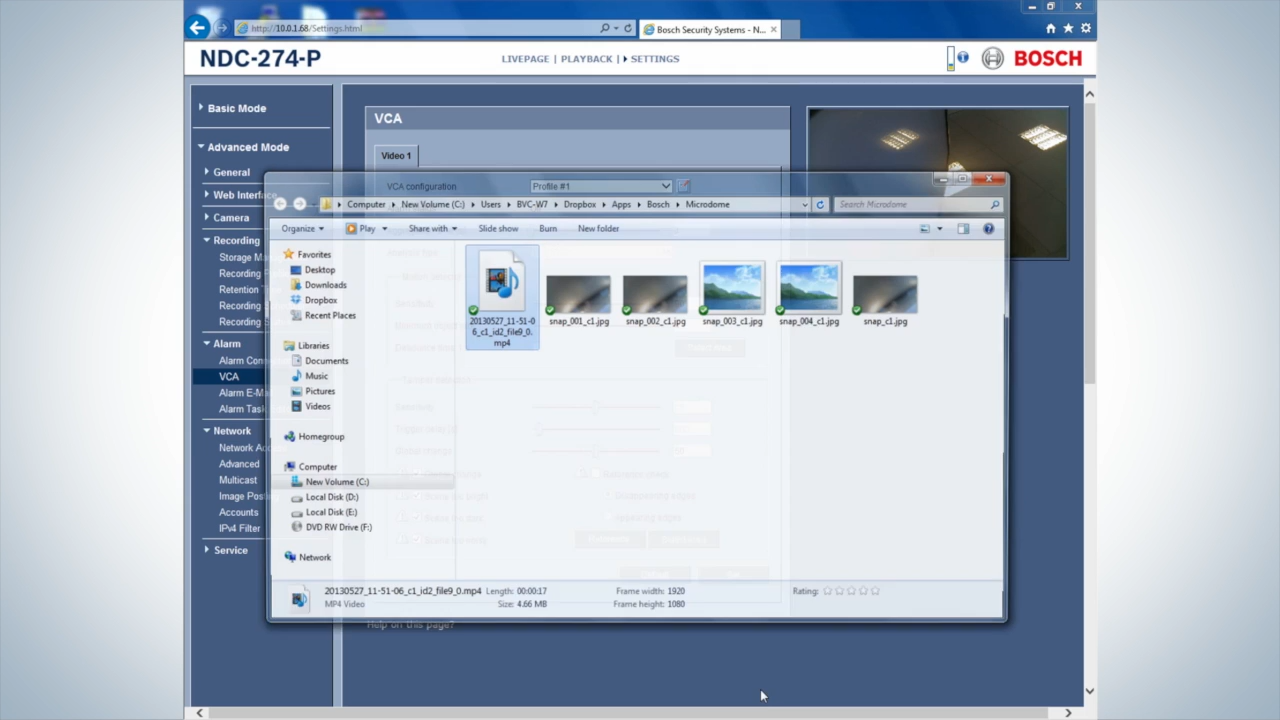 http://10.0.1.68/Settings.html
Bosch Security Systems - N...
NDC-274-P
LIVEPAGE | PLAYBACK | SETTINGS
BOSCH
Basic Mode
Advanced Mode
General
Web Interface
Camera
Recording
Storage M
Recording
Retention
Recording
Recording
Alarm
Alarm Con
VCA
Alarm E-M
Alarm Task
Network
Network Ac
Advanced
Multicast
Image Post
Accounts
IPv4 Filter
Service
VCA
Video 1
VCA configuration
Profile #1
Computer
New Volume (C:)
Users
BVC-W7
Dropbox
Apps
Bosch
Microdome
Search Microdome
Organize
Play
Share with
Slide show
Burn
New folder
Favorites
Desktop
Downloads
Dropbox
Recent Places
Libraries
Documents
Music
Pictures
Videos
Homegroup
Computer
New Volume (C:)
Local Disk (D:)
Local Disk (E:)
DVD RW Drive (F:)
Network
20130527_11-51-0
6_c1_id2_file9_0.
mp4
snap_001_c1.jpg
snap_002_c1.jpg
snap_003_c1.jpg
snap_004_c1.jpg
snap_c1.jpg
20130527_11-51-06_c1_id2_file9_0.mp4
MP4 Video
Length: 00:00:17
Size: 4.66 MB
Frame width: 1920
Frame height: 1080
Rating:
Help on this page?